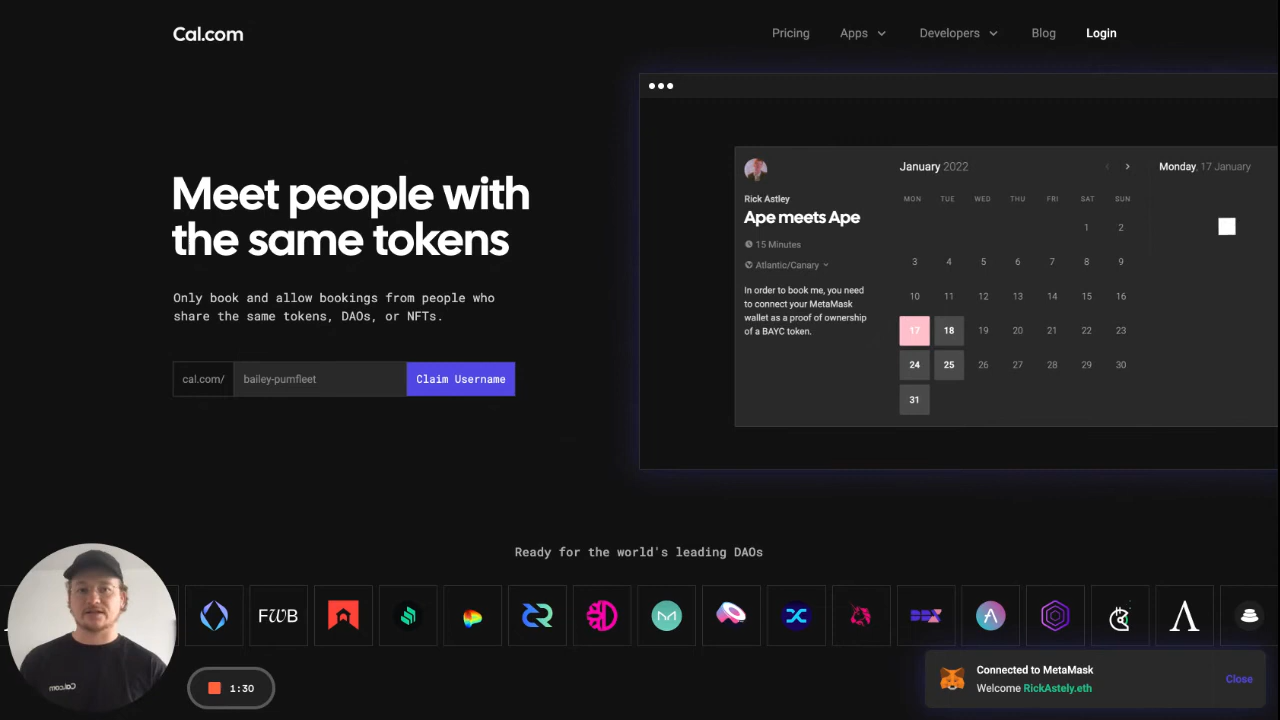 Cal.com
Pricing
Apps
Developers
Blog
Login
Meet people with
the same tokens
Only book and allow bookings from people who
share the same tokens, DAOs, or NFTs.
cal.com/
bailey-pumfleet
Claim Username
Rick Astley
Ape meets Ape
15 Minutes
Atlantic/Canary
In order to book me, you need
to connect your MetaMask
wallet as a proof of ownership
of a BAYC token.
January 2022
MON TUE WED THU FRI SAT SUN
1 2
3 4 5 6 7 8 9
10 11 12 13 14 15 16
17 18 19 20 21 22 23
24 25 26 27 28 29 30
31
Monday, 17 January
Ready for the world's leading DAOs
FWB
Connected to MetaMask
Welcome RickAstely.eth
Close
Cal.com
1:30